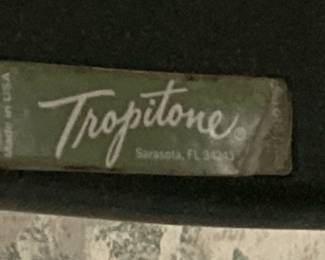 Made in USA
Tropitone®
Sarasota, FL 34243